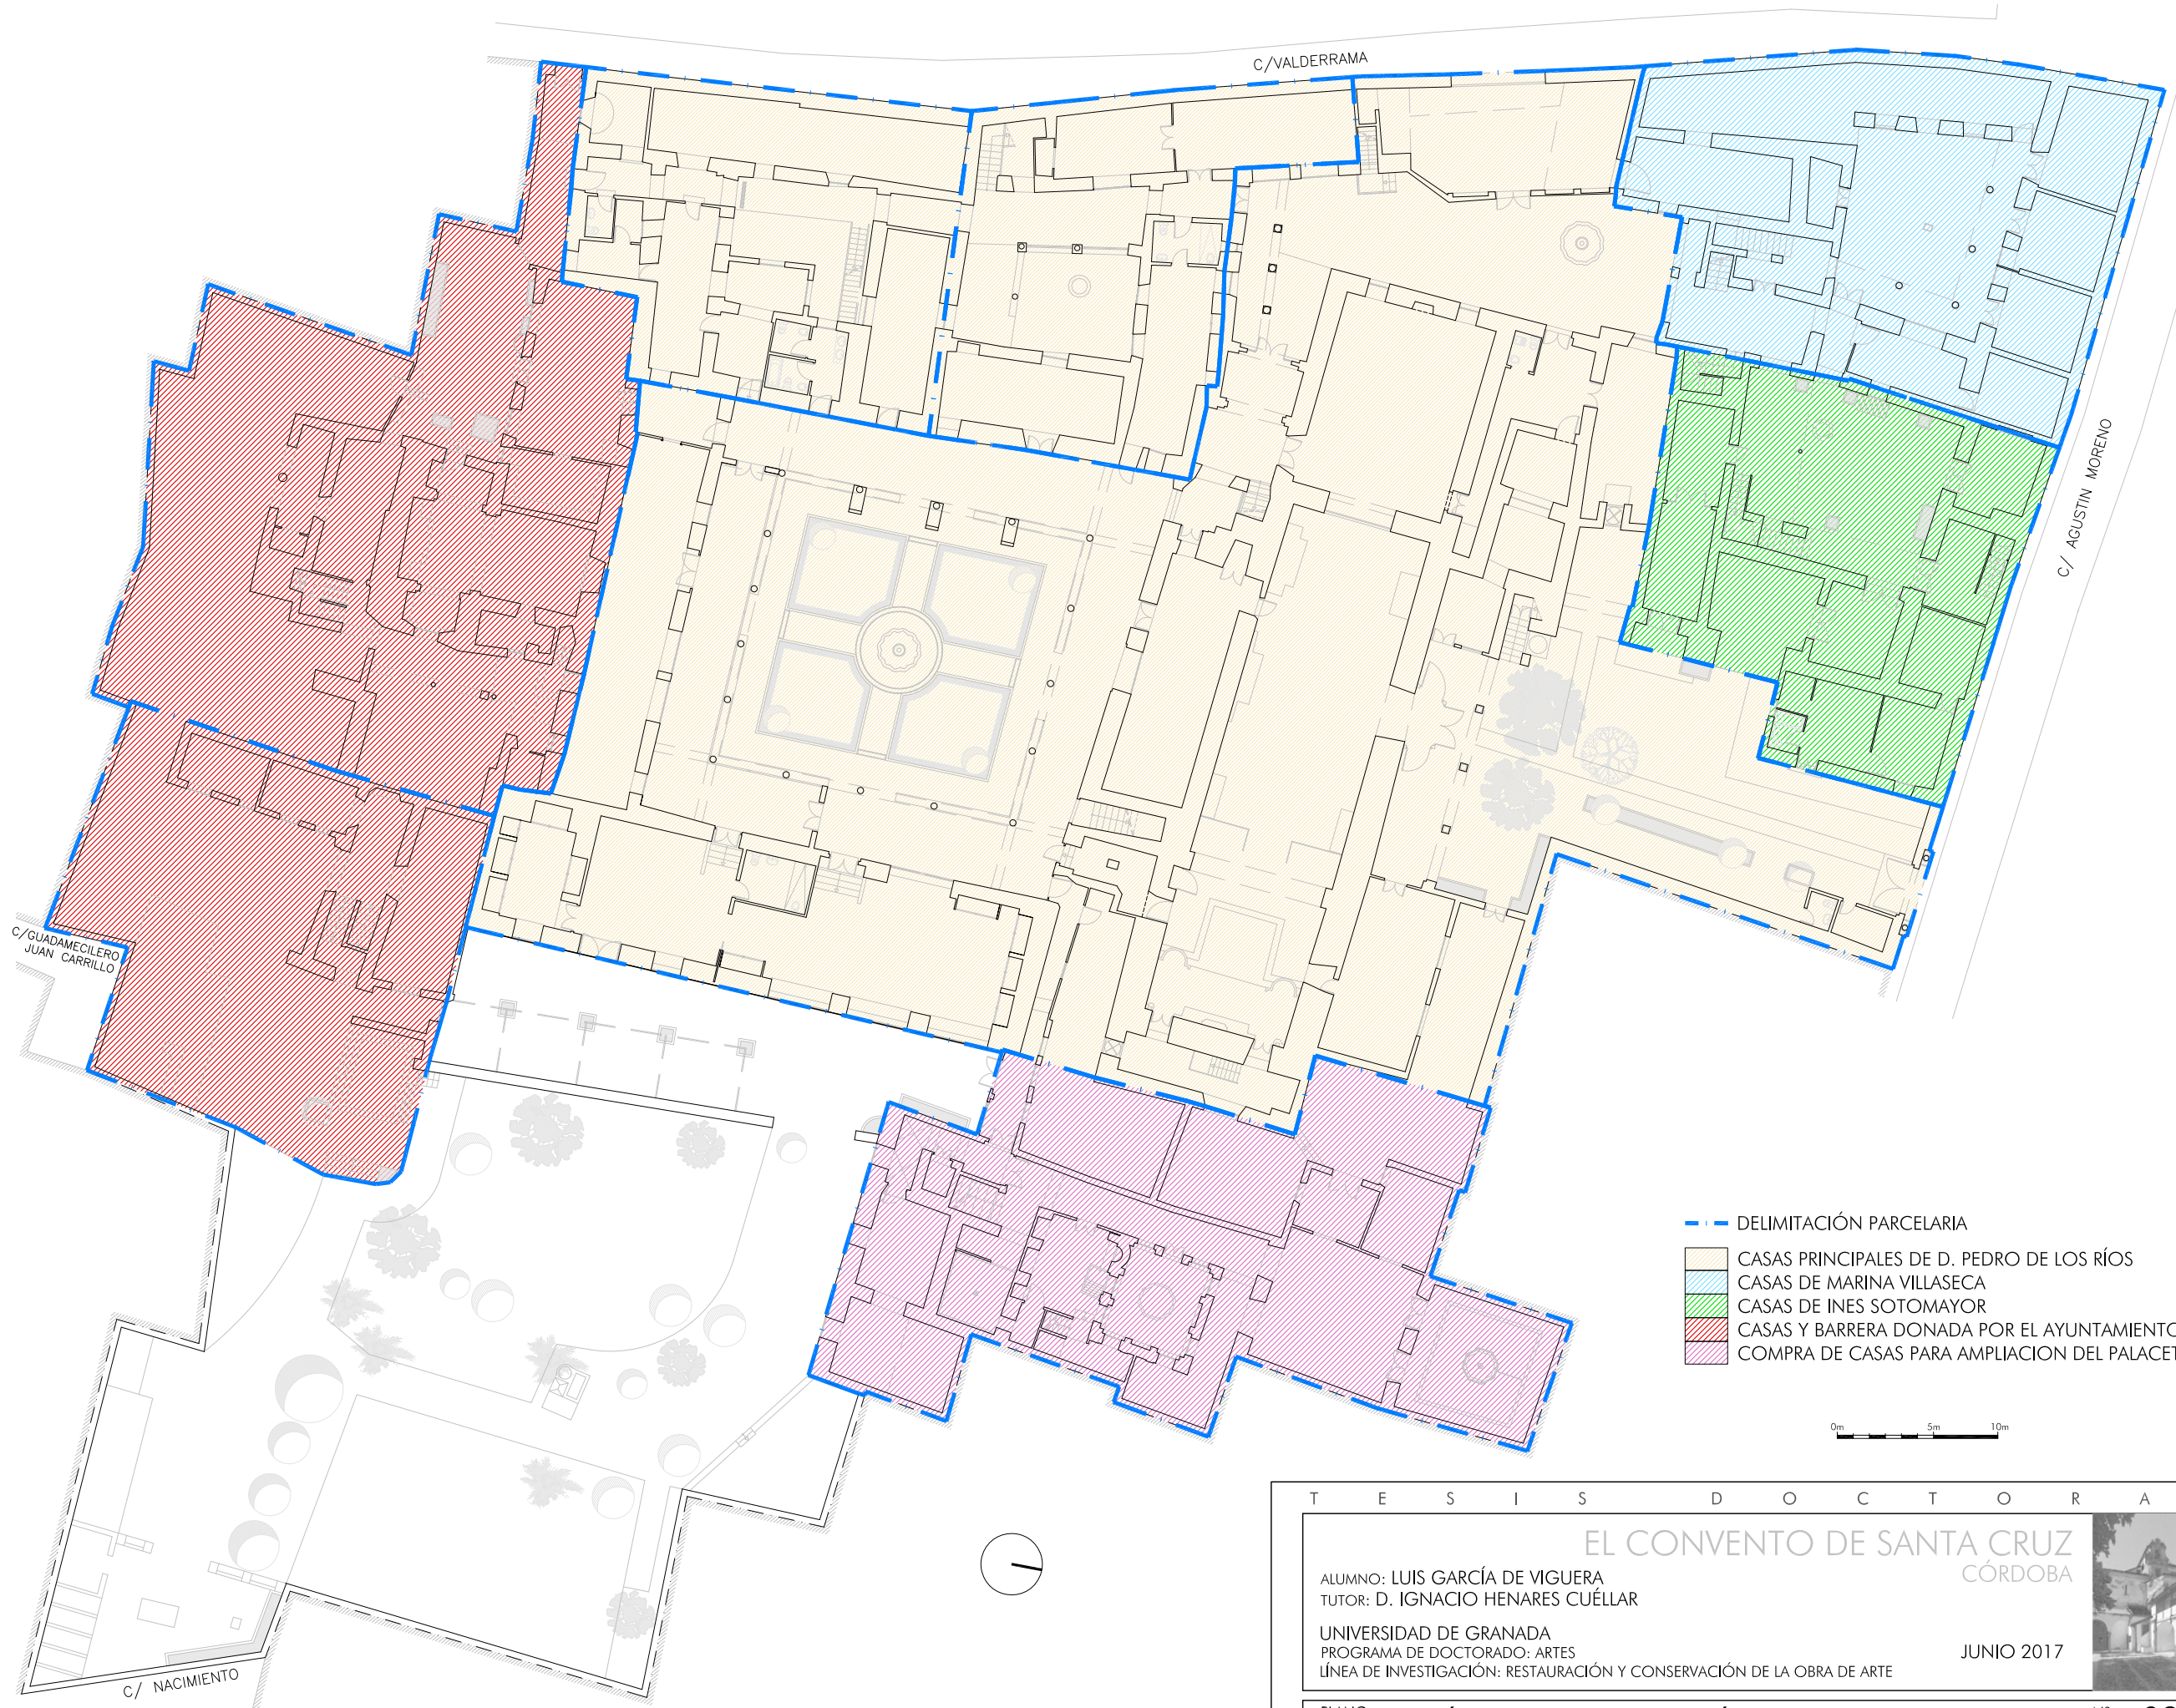 C/VALDERRAMA
C/ AGUSTIN MORENO
C/GUADAMECILERO
JUAN CARRILLO
C/ NACIMIENTO
DELIMITACIÓN PARCELARIA
CASAS PRINCIPALES DE D. PEDRO DE LOS RÍOS
CASAS DE MARINA VILLASECA
CASAS DE INES SOTOMAYOR
CASAS Y BARRERA DONADA POR EL AYUNTAMIENTO
COMPRA DE CASAS PARA AMPLIACION DEL PALACET
0m 5m 10m
T E S I S D O C T O R A
EL CONVENTO DE SANTA CRUZ
CÓRDOBA
ALUMNO: LUIS GARCÍA DE VIGUERA
TUTOR: D. IGNACIO HENARES CUÉLLAR
UNIVERSIDAD DE GRANADA
PROGRAMA DE DOCTORADO: ARTES
JUNIO 2017
LÍNEA DE INVESTIGACIÓN: RESTAURACIÓN Y CONSERVACIÓN DE LA OBRA DE ARTE